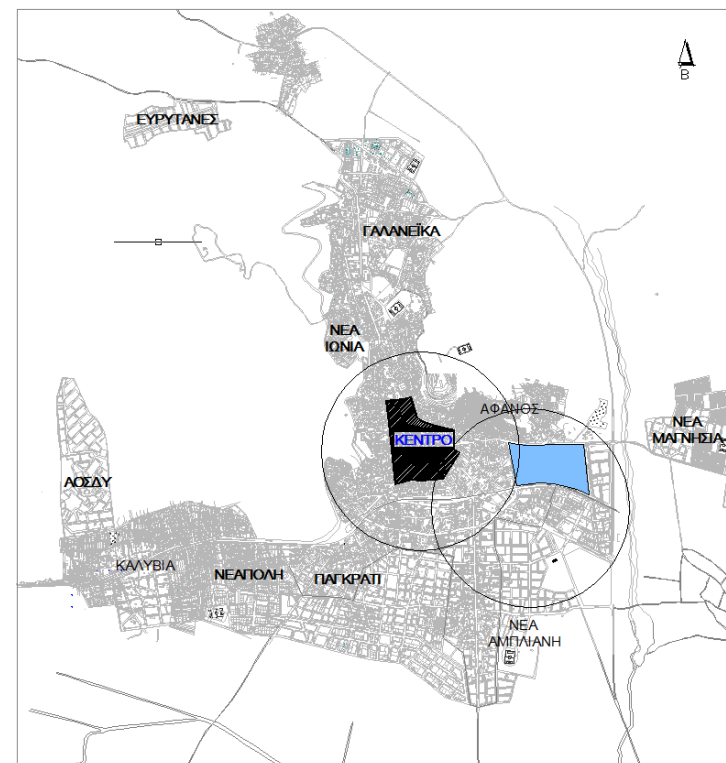 Β
ΕΥΡΥΤΑΝΕΣ
ΓΑΛΑΝΕΪΚΑ
ΝΕΑ
ΙΩΝΙΑ
ΑΦΑΝΟΣ
ΝΕΑ
ΜΑΓΝΗΣΙΑ
ΚΕΝΤΡΟ
ΑΟΣΔΥ
ΚΑΛΥΒΙΑ
ΝΕΑΠΟΛΗ
ΠΑΓΚΡΑΤΙ
ΝΕΑ
ΑΜΠΛΙΑΝΗ